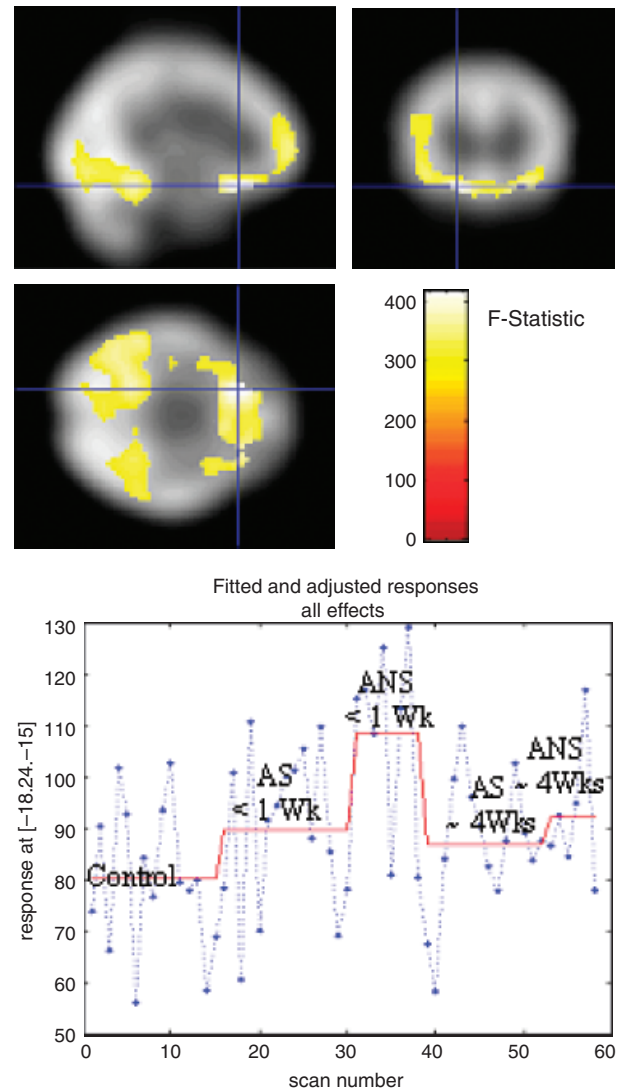 400
F-Statistic
300
200
100
0
Fitted and adjusted responses
all effects
130
120
110
100
90
80
70
60
50
response at [−18.24.−15]
ANS
< 1 Wk
AS
< 1 Wk
ANS
~ 4Wks
AS
~ 4Wks
Control
0 10 20 30 40 50 60
scan number